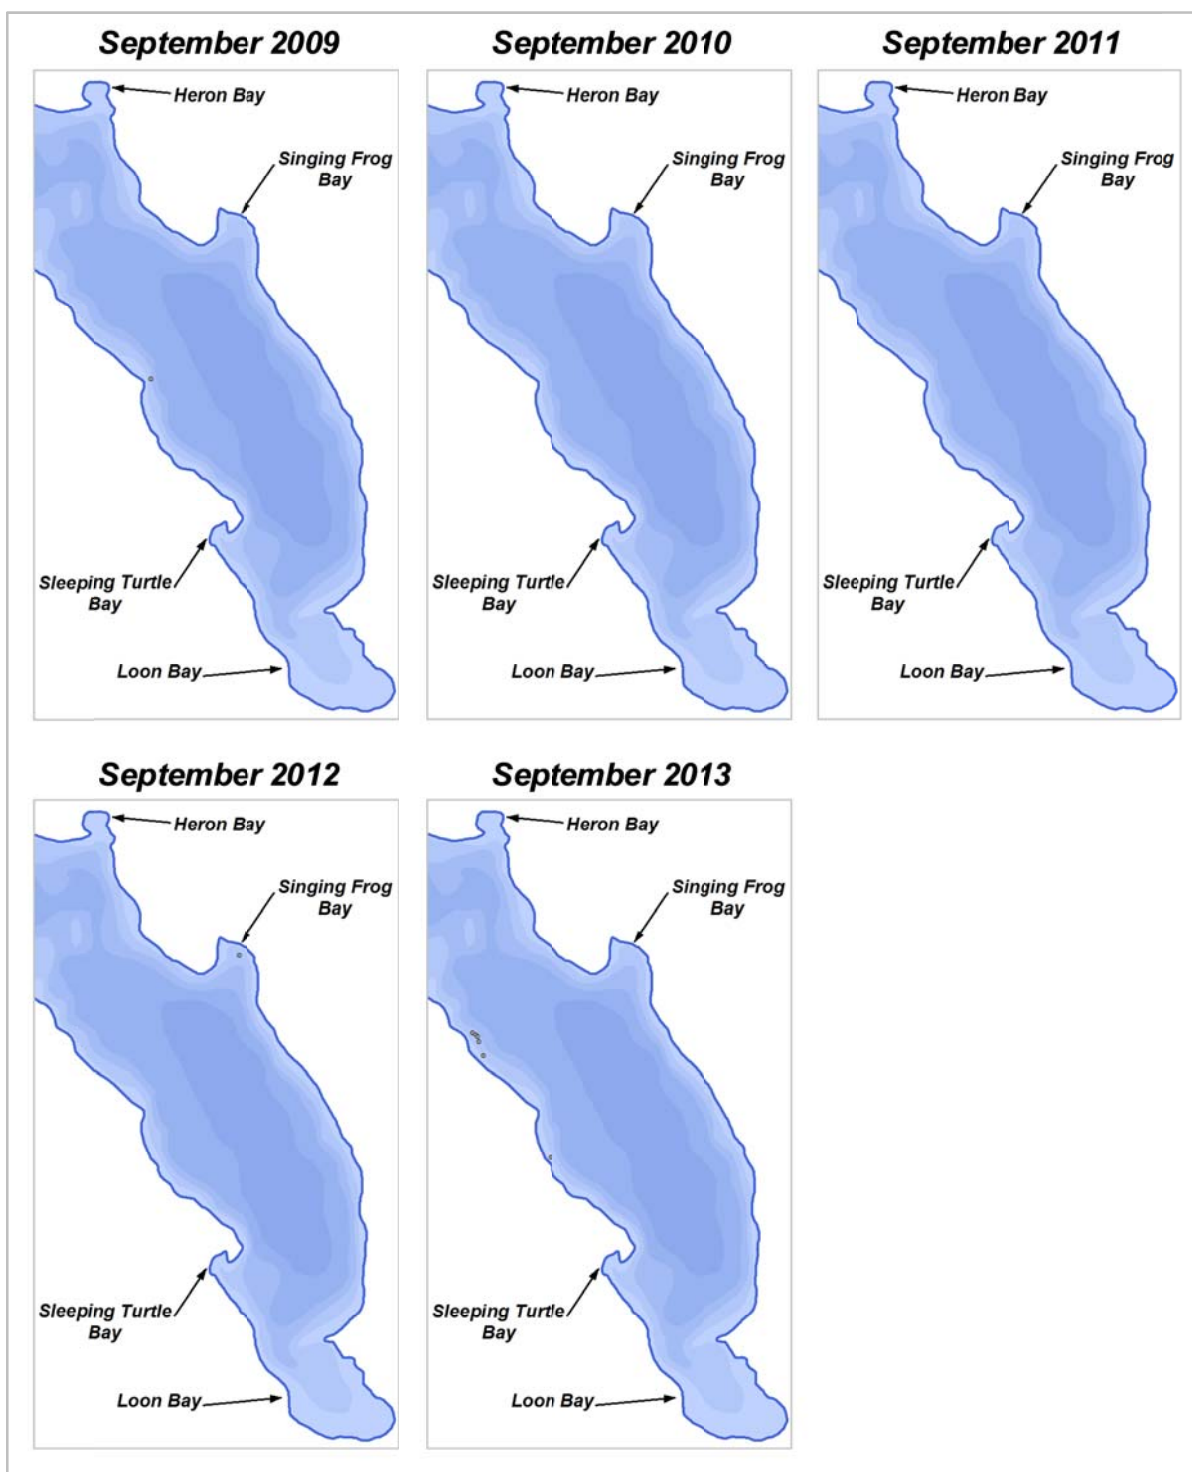 September 2009
Heron Bay
Singing Frog
Bay
Sleeping Turtle
Bay
Loon Bay
September 2010
Heron Bay
Singing Frog
Bay
Sleeping Turtle
Bay
Loon Bay
September 2011
Heron Bay
Singing Frog
Bay
Sleeping Turtle
Bay
Loon Bay
September 2012
Heron Bay
Singing Frog
Bay
Sleeping Turtle
Bay
Loon Bay
September 2013
Heron Bay
Singing Frog
Bay
Sleeping Turtle
Bay
Loon Bay